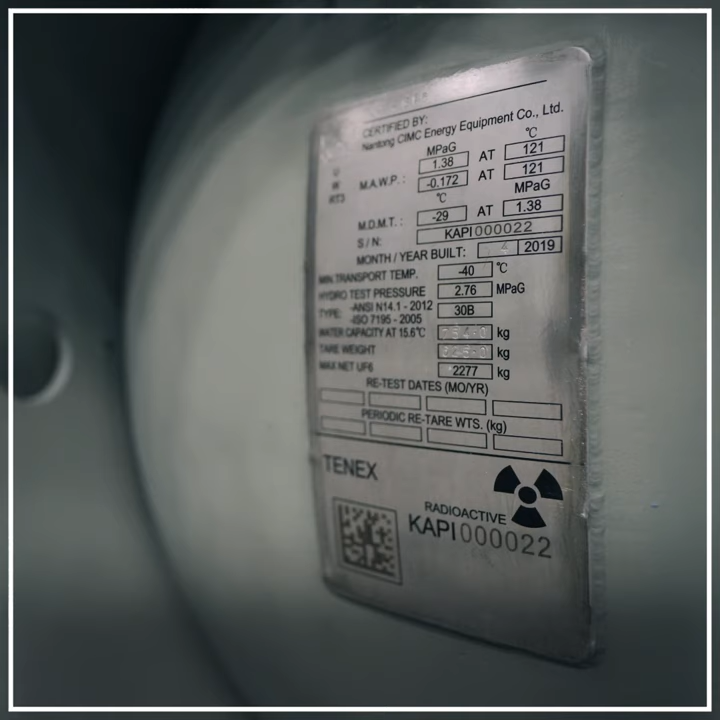 CERTIFIED BY:
Nantong CIMC Energy Equipment Co., Ltd.
U
W
RT3
MPaG °C
M.A.W.P.: 1.38 AT 121
-0.172 AT 121
°C MPaG
M.D.M.T.: -29 AT 1.38
S/N: KAPI000022
MONTH / YEAR BUILT: 4 2019
MIN.TRANSPORT TEMP. -40 °C
HYDRO TEST PRESSURE 2.76 MPaG
TYPE: -ANSI N14.1 - 2012 30B
-ISO 7195 - 2005
WATER CAPACITY AT 15.6°C kg
TARE WEIGHT kg
MAX NET UF6 2277 kg
RE-TEST DATES (MO/YR)
PERIODIC RE-TARE WTS. (kg)
TENEX
RADIOACTIVE
KAPI000022